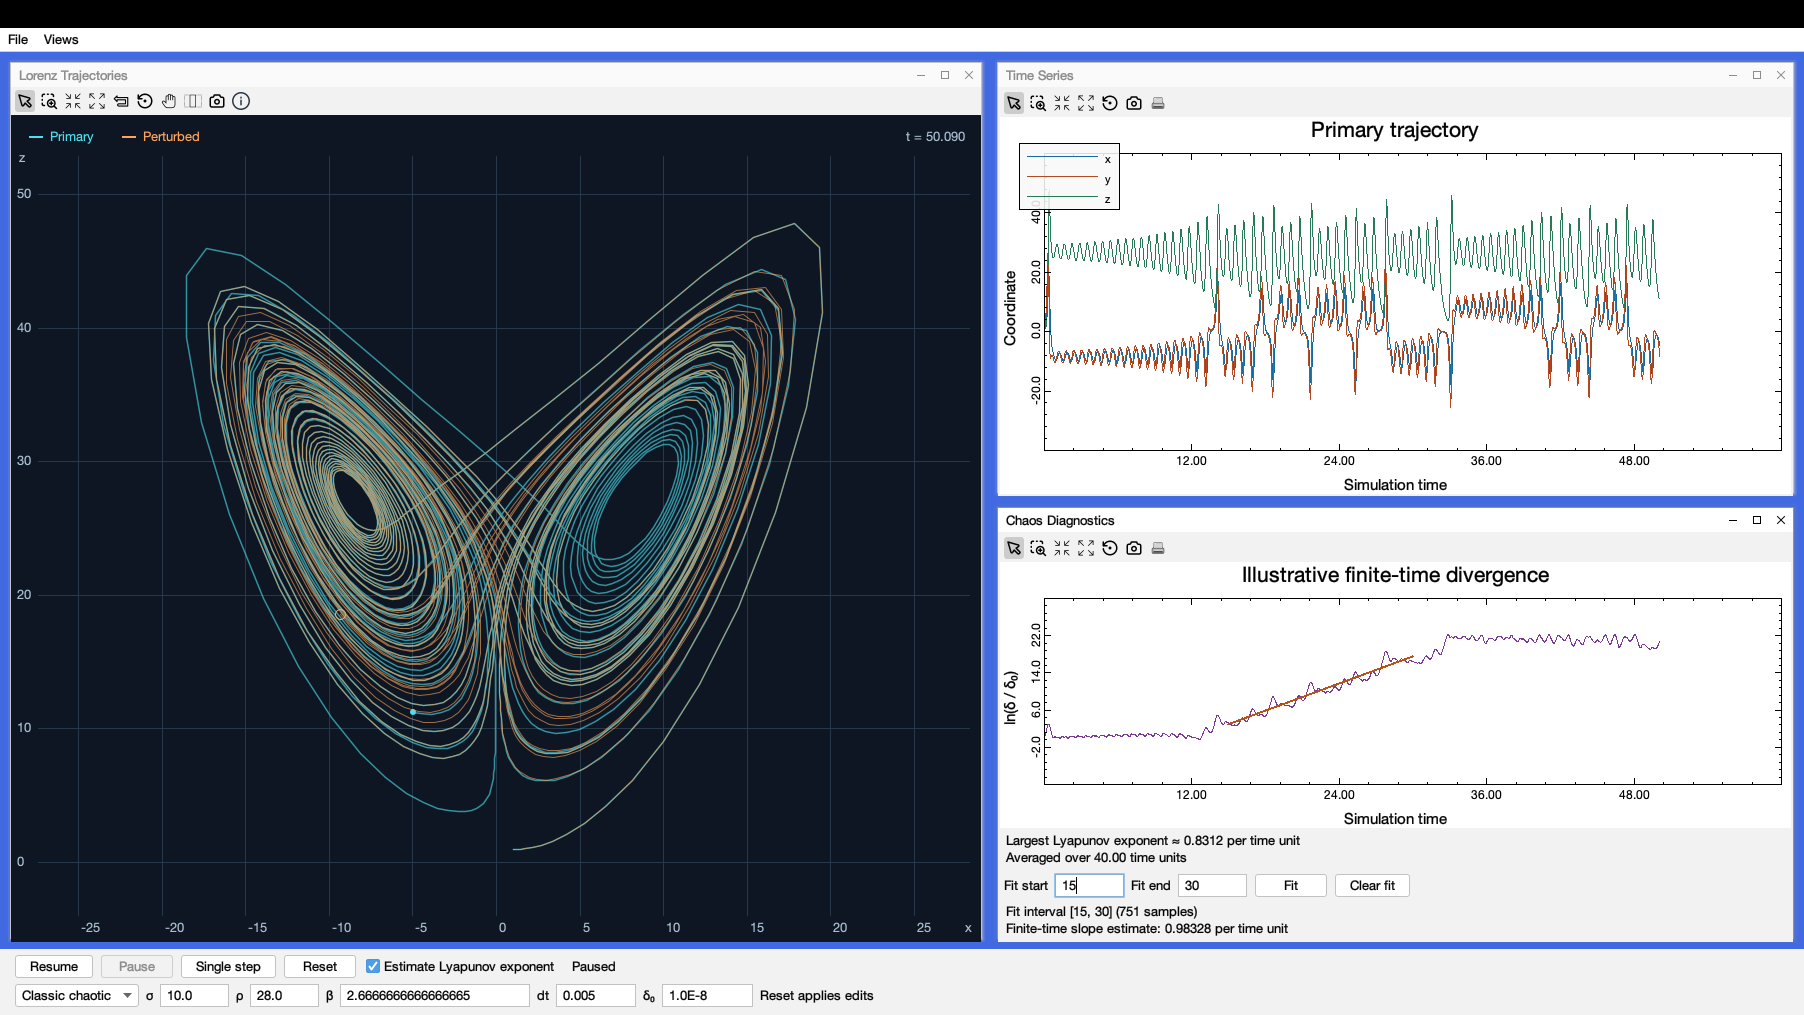 File Views
Lorenz Trajectories
Primary Perturbed t = 50.090
z
50
40
30
20
10
0
-25 -20 -15 -10 -5 0 5 10 15 20 25 x
Time Series
Primary trajectory
x
y
z
Coordinate
40.0
20.0
0.0
-20.0
12.00 24.00 36.00 48.00
Simulation time
Chaos Diagnostics
Illustrative finite-time divergence
ln(δ / δ₀)
22.0
14.0
6.0
-2.0
12.00 24.00 36.00 48.00
Simulation time
Largest Lyapunov exponent ≈ 0.8312 per time unit
Averaged over 40.00 time units
Fit start 15 Fit end 30 Fit Clear fit
Fit interval [15, 30] (751 samples)
Finite-time slope estimate: 0.98328 per time unit
Resume Pause Single step Reset Estimate Lyapunov exponent Paused
Classic chaotic σ 10.0 ρ 28.0 β 2.6666666666666665 dt 0.005 δ₀ 1.0E-8 Reset applies edits